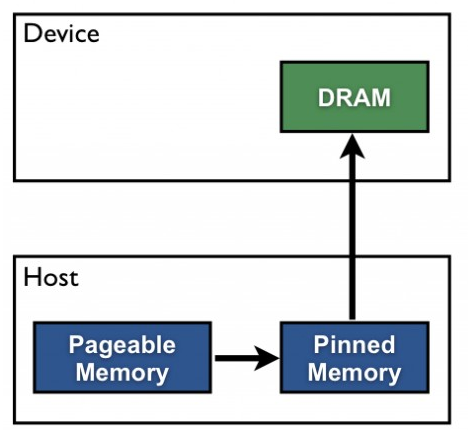 Device
DRAM
Host
Pageable
Memory
Pinned
Memory